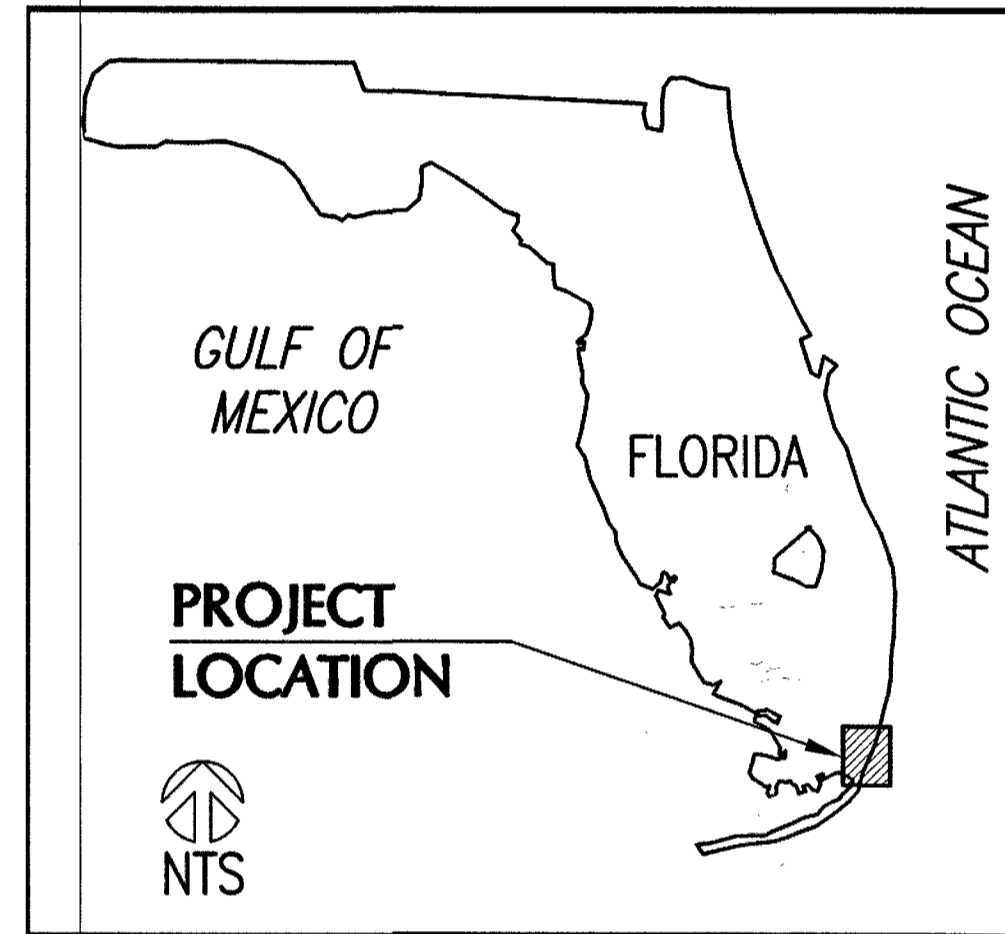 GULF OF
MEXICO
FLORIDA
ATLANTIC OCEAN
PROJECT
LOCATION
NTS